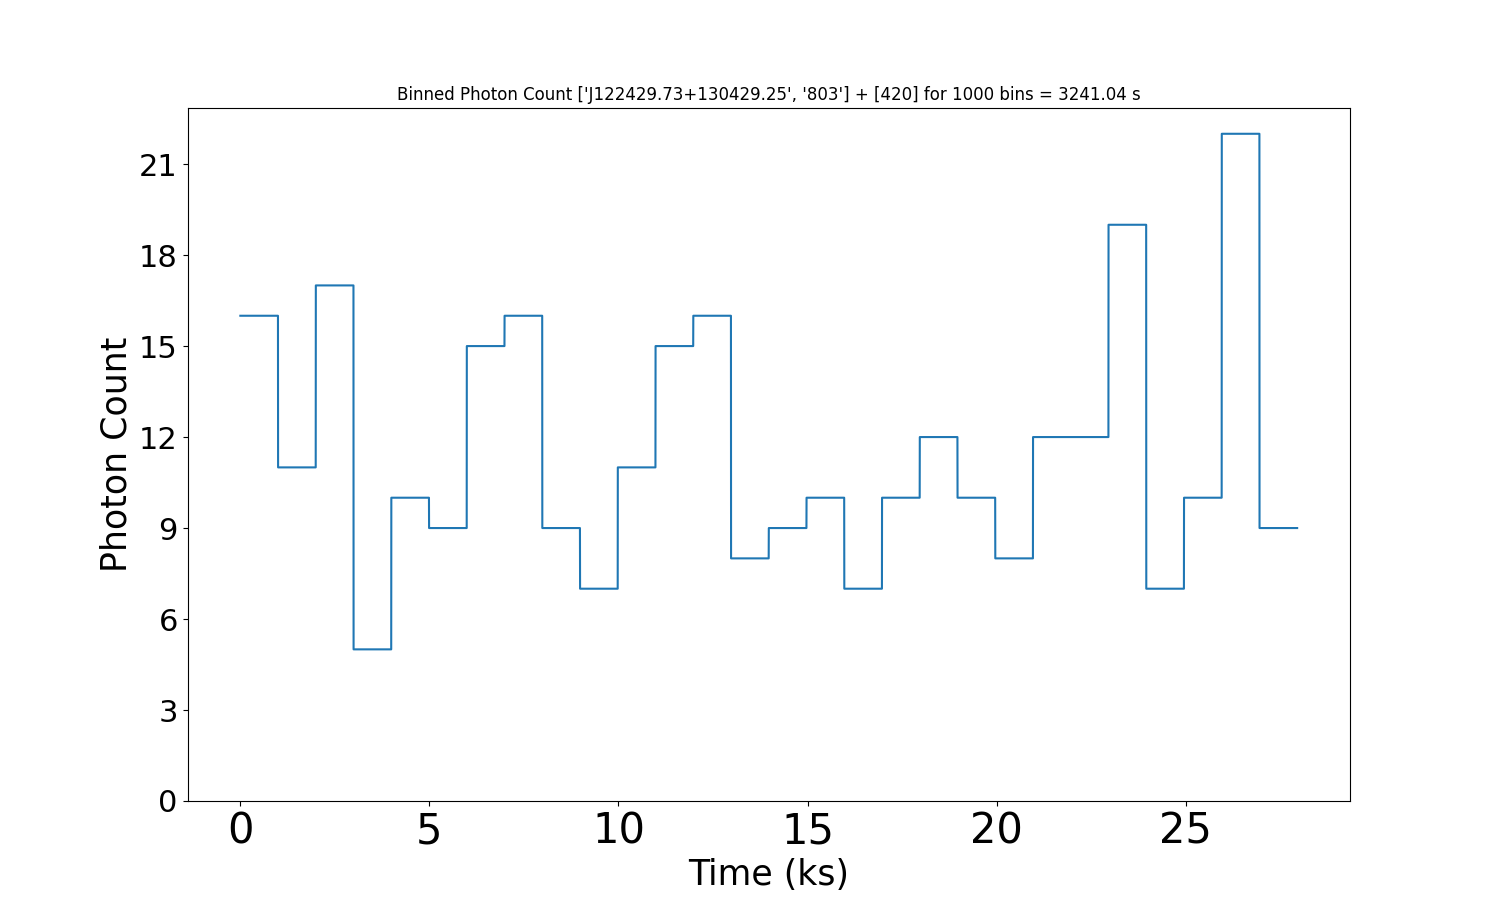 Binned Photon Count ['J122429.73+130429.25', '803'] + [420] for 1000 bins = 3241.04 s
21
18
15
12
9
6
3
0
Photon Count
0 5 10 15 20 25
Time (ks)